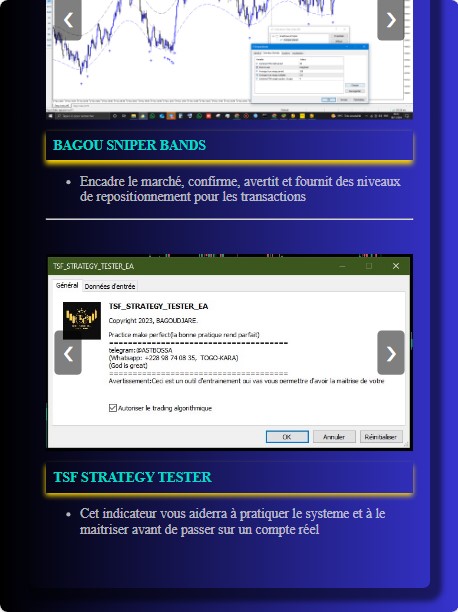 BAGOU SNIPER BANDS
Encadre le marché, confirme, avertit et fournit des niveaux
de repositionnement pour les transactions
TSF_STRATEGY_TESTER_EA
Général Données d'entrée
TSF_STRATEGY_TESTER_EA
Copyright 2023, BAGOUDJARE.
Practice make perfect(la bonne pratique rend parfait)
========================================
telegram:@ASTBOSSA
(Whatsapp: +228 98 74 08 35, TOGO-KARA)
(God is great)
========================================
Avertissement:Ceci est un outil d'entrainement qui vas vous permettre d'avoir la maitrise de votre
Autoriser le trading algorithmique
OK Annuler Réinitialiser
TSF STRATEGY TESTER
Cet indicateur vous aiderra à pratiquer le systeme et à le
maitriser avant de passer sur un compte réel